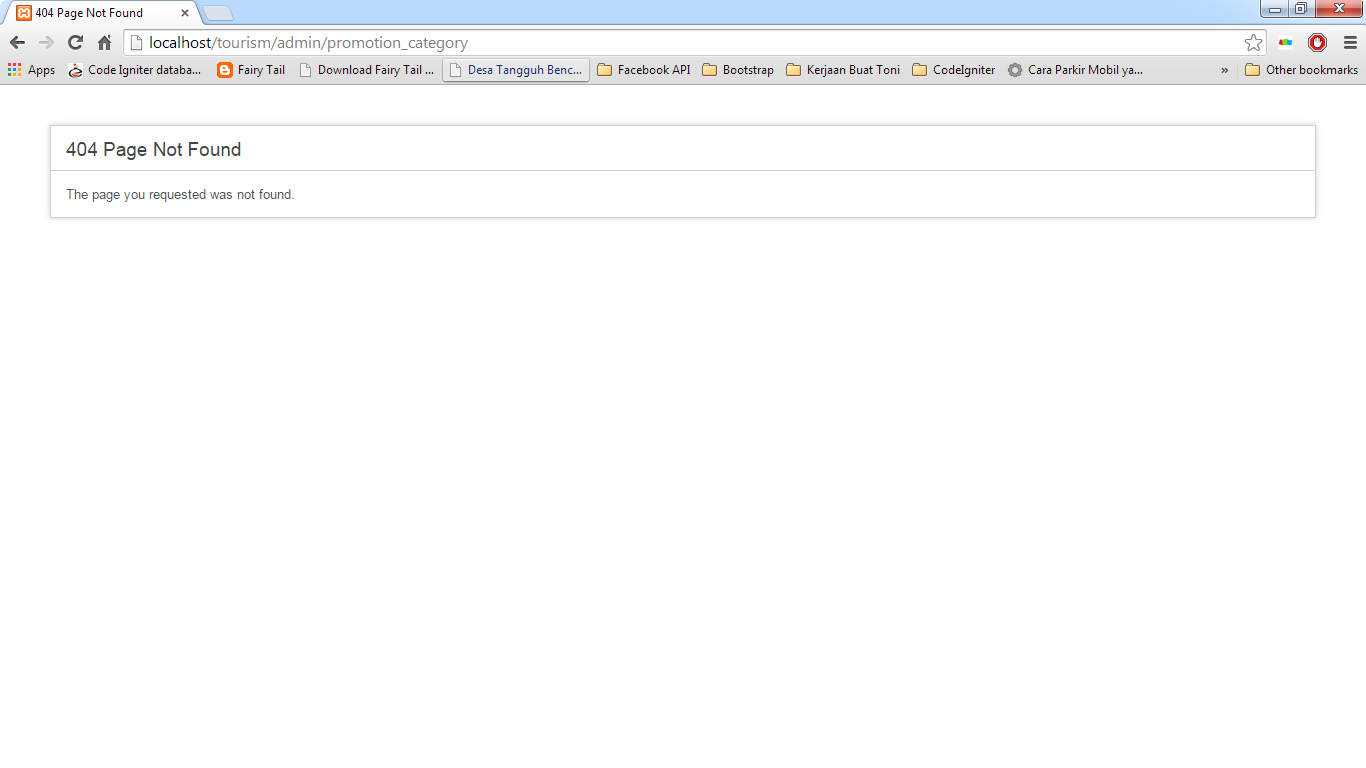 404 Page Not Found
localhost/tourism/admin/promotion_category
Apps Code Igniter databa... Fairy Tail Download Fairy Tail ... Desa Tangguh Benc... Facebook API Bootstrap Kerjaan Buat Toni CodeIgniter Cara Parkir Mobil ya... » Other bookmarks
404 Page Not Found
The page you requested was not found.